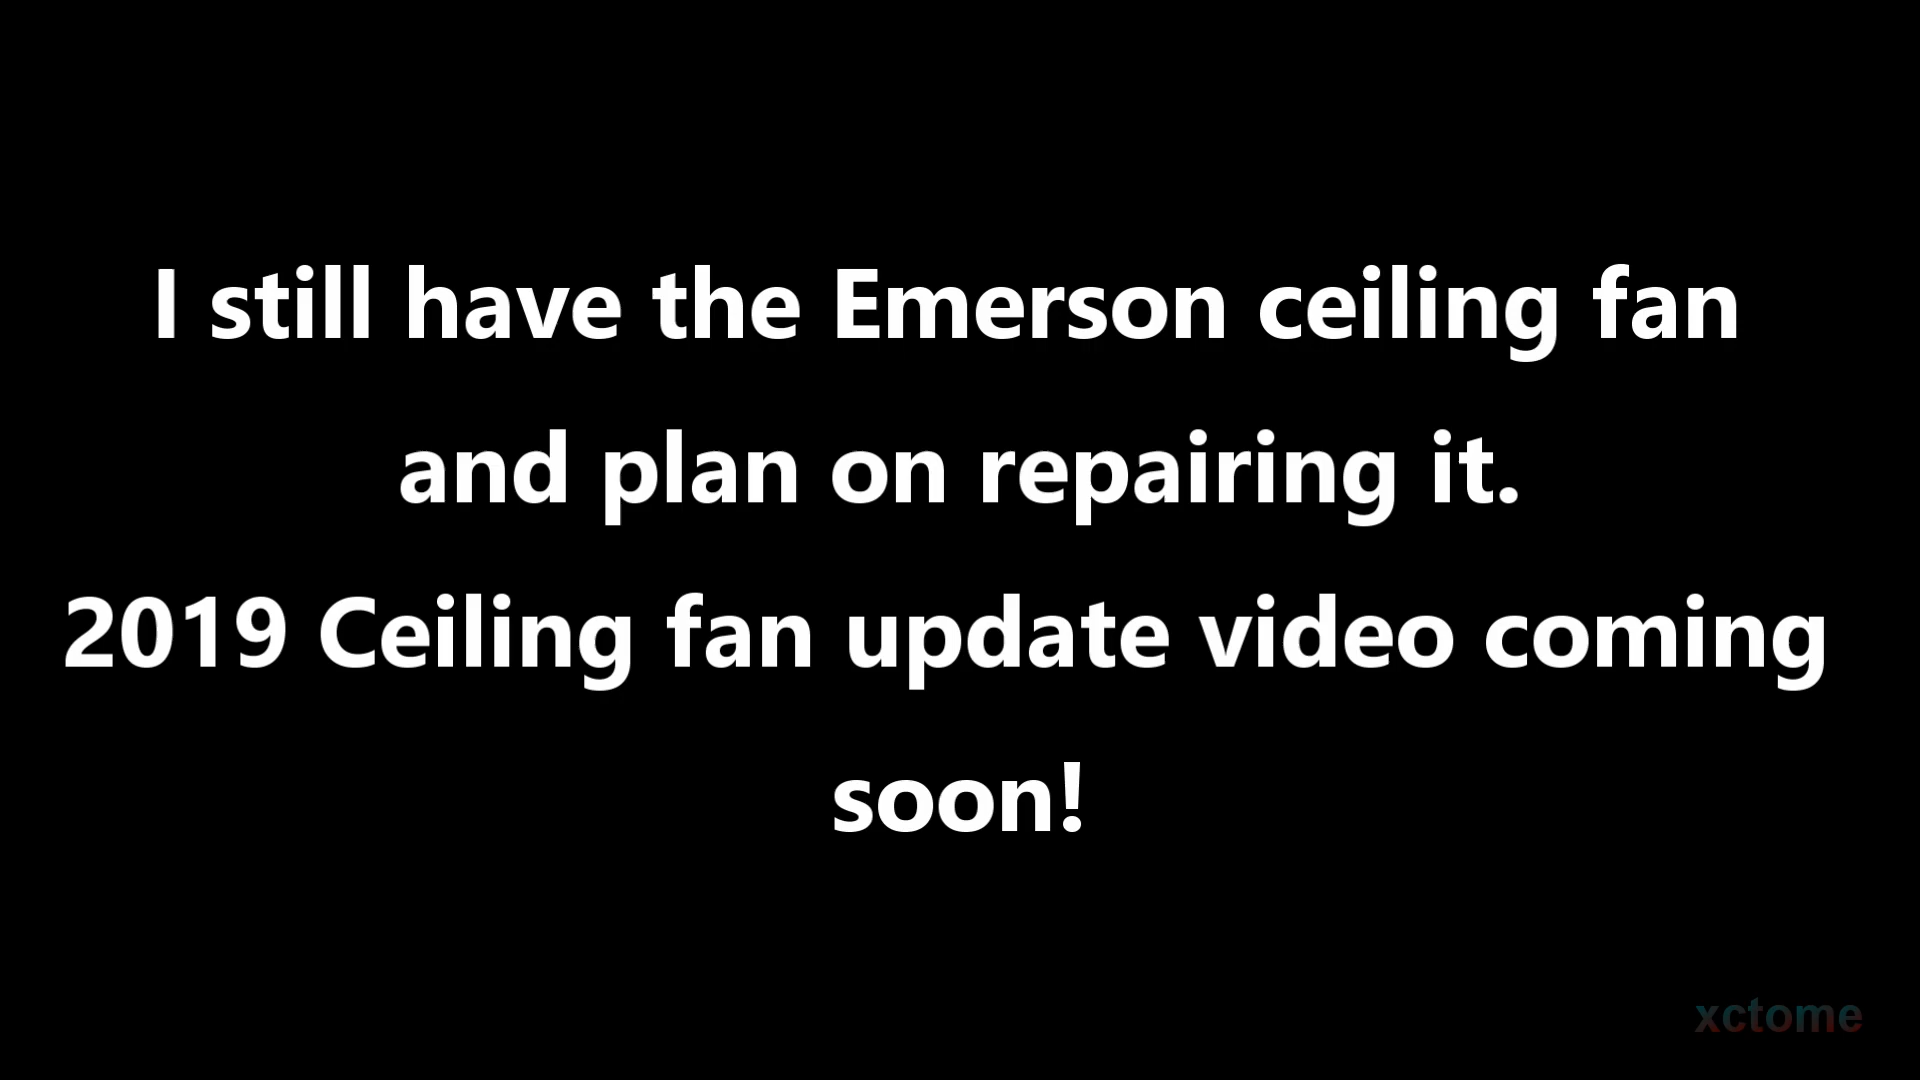 I still have the Emerson ceiling fan
and plan on repairing it.
2019 Ceiling fan update video coming
soon!
xctome